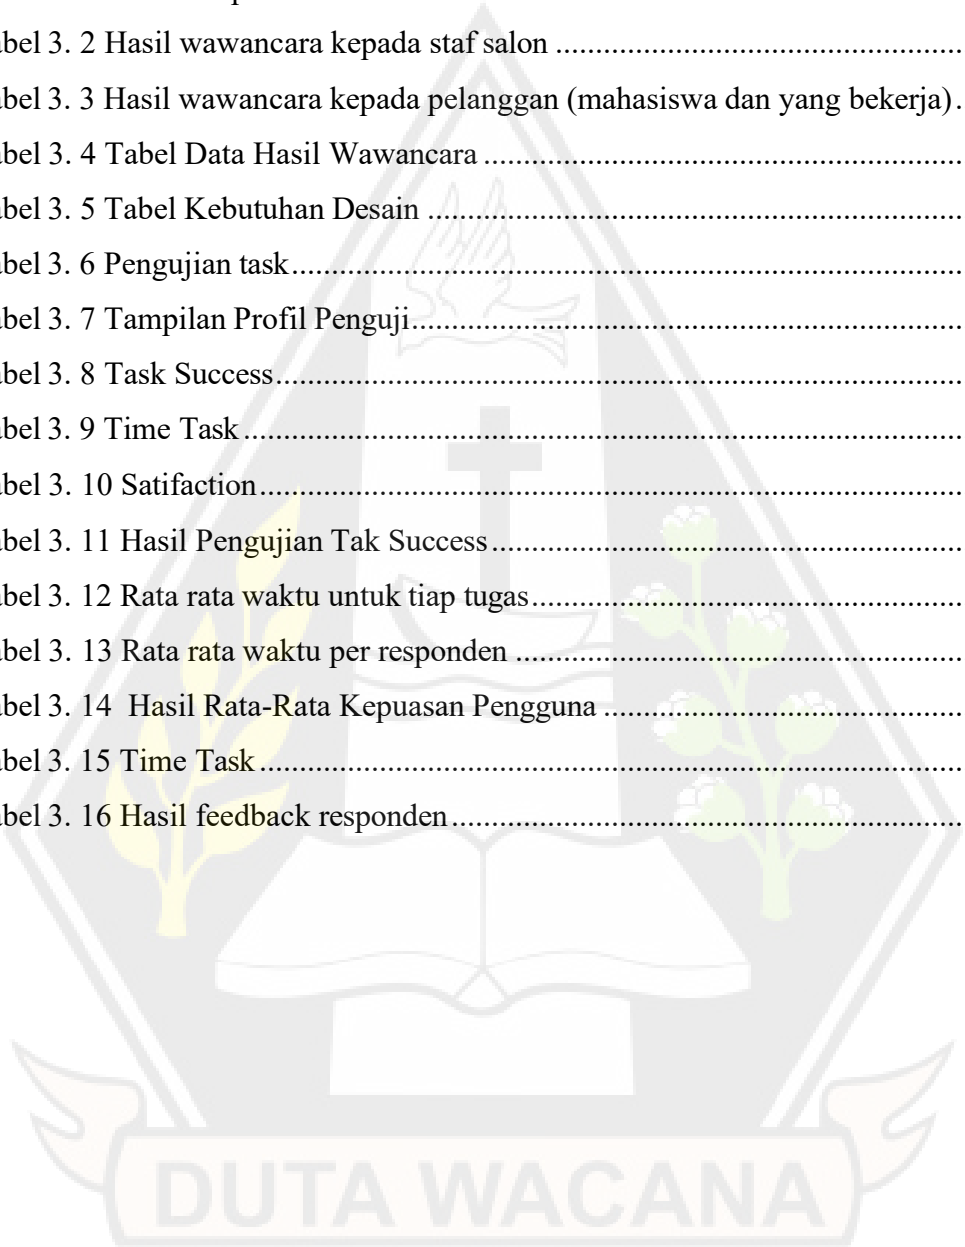 abel 3. 2 Hasil wawancara kepada staf salon ....................................................
abel 3. 3 Hasil wawancara kepada pelanggan (mahasiswa dan yang bekerja) .
abel 3. 4 Tabel Data Hasil Wawancara .............................................................
abel 3. 5 Tabel Kebutuhan Desain ....................................................................
abel 3. 6 Pengujian task.....................................................................................
abel 3. 7 Tampilan Profil Penguji......................................................................
abel 3. 8 Task Success.......................................................................................
abel 3. 9 Time Task ...........................................................................................
abel 3. 10 Satifaction.........................................................................................
abel 3. 11 Hasil Pengujian Tak Success............................................................
abel 3. 12 Rata rata waktu untuk tiap tugas.......................................................
abel 3. 13 Rata rata waktu per responden .........................................................
abel 3. 14  Hasil Rata-Rata Kepuasan Pengguna ..............................................
abel 3. 15 Time Task .........................................................................................
abel 3. 16 Hasil feedback responden.................................................................
DUTA WACANA